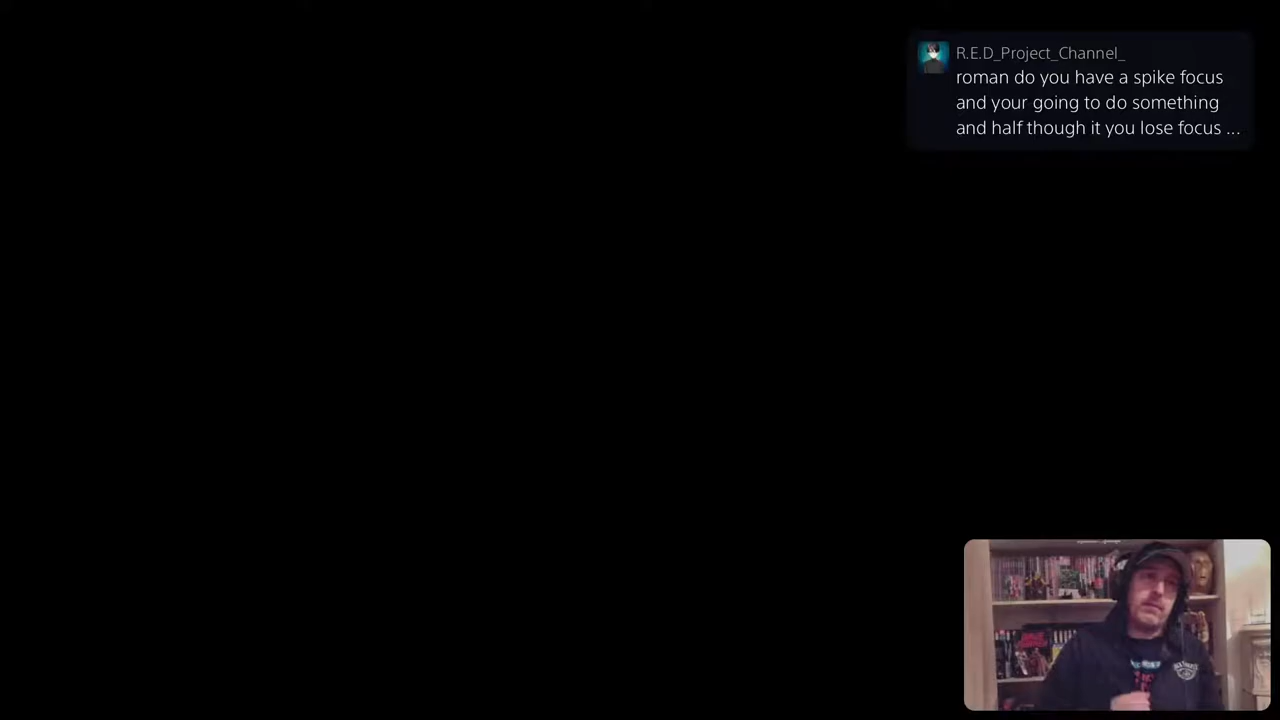 R.E.D_Project_Channel_
roman do you have a spike focus
and your going to do something
and half though it you lose focus ...